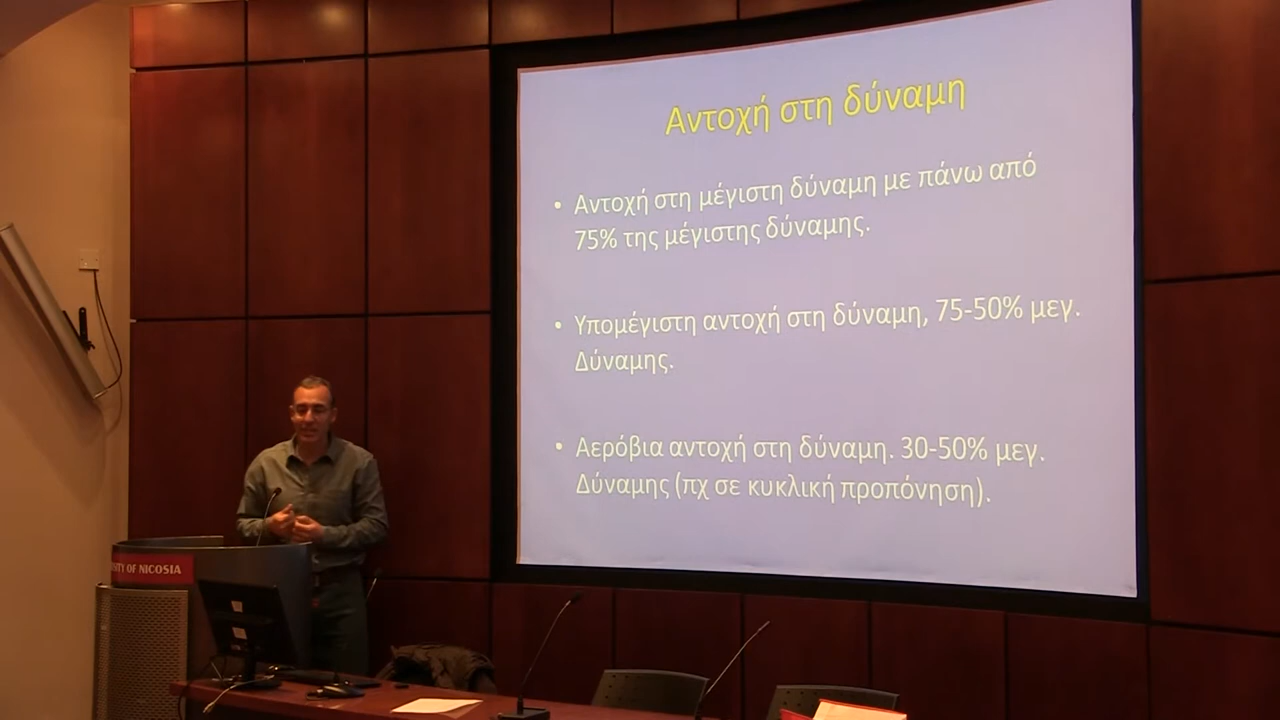 Αντοχή στη δύναμη
• Αντοχή στη μέγιστη δύναμη με πάνω από
75% της μέγιστης δύναμης.
• Υπομέγιστη αντοχή στη δύναμη, 75-50% μεγ.
Δύναμης.
• Αερόβια αντοχή στη δύναμη. 30-50% μεγ.
Δύναμης (πχ σε κυκλική προπόνηση).
SITY OF NICOSIA